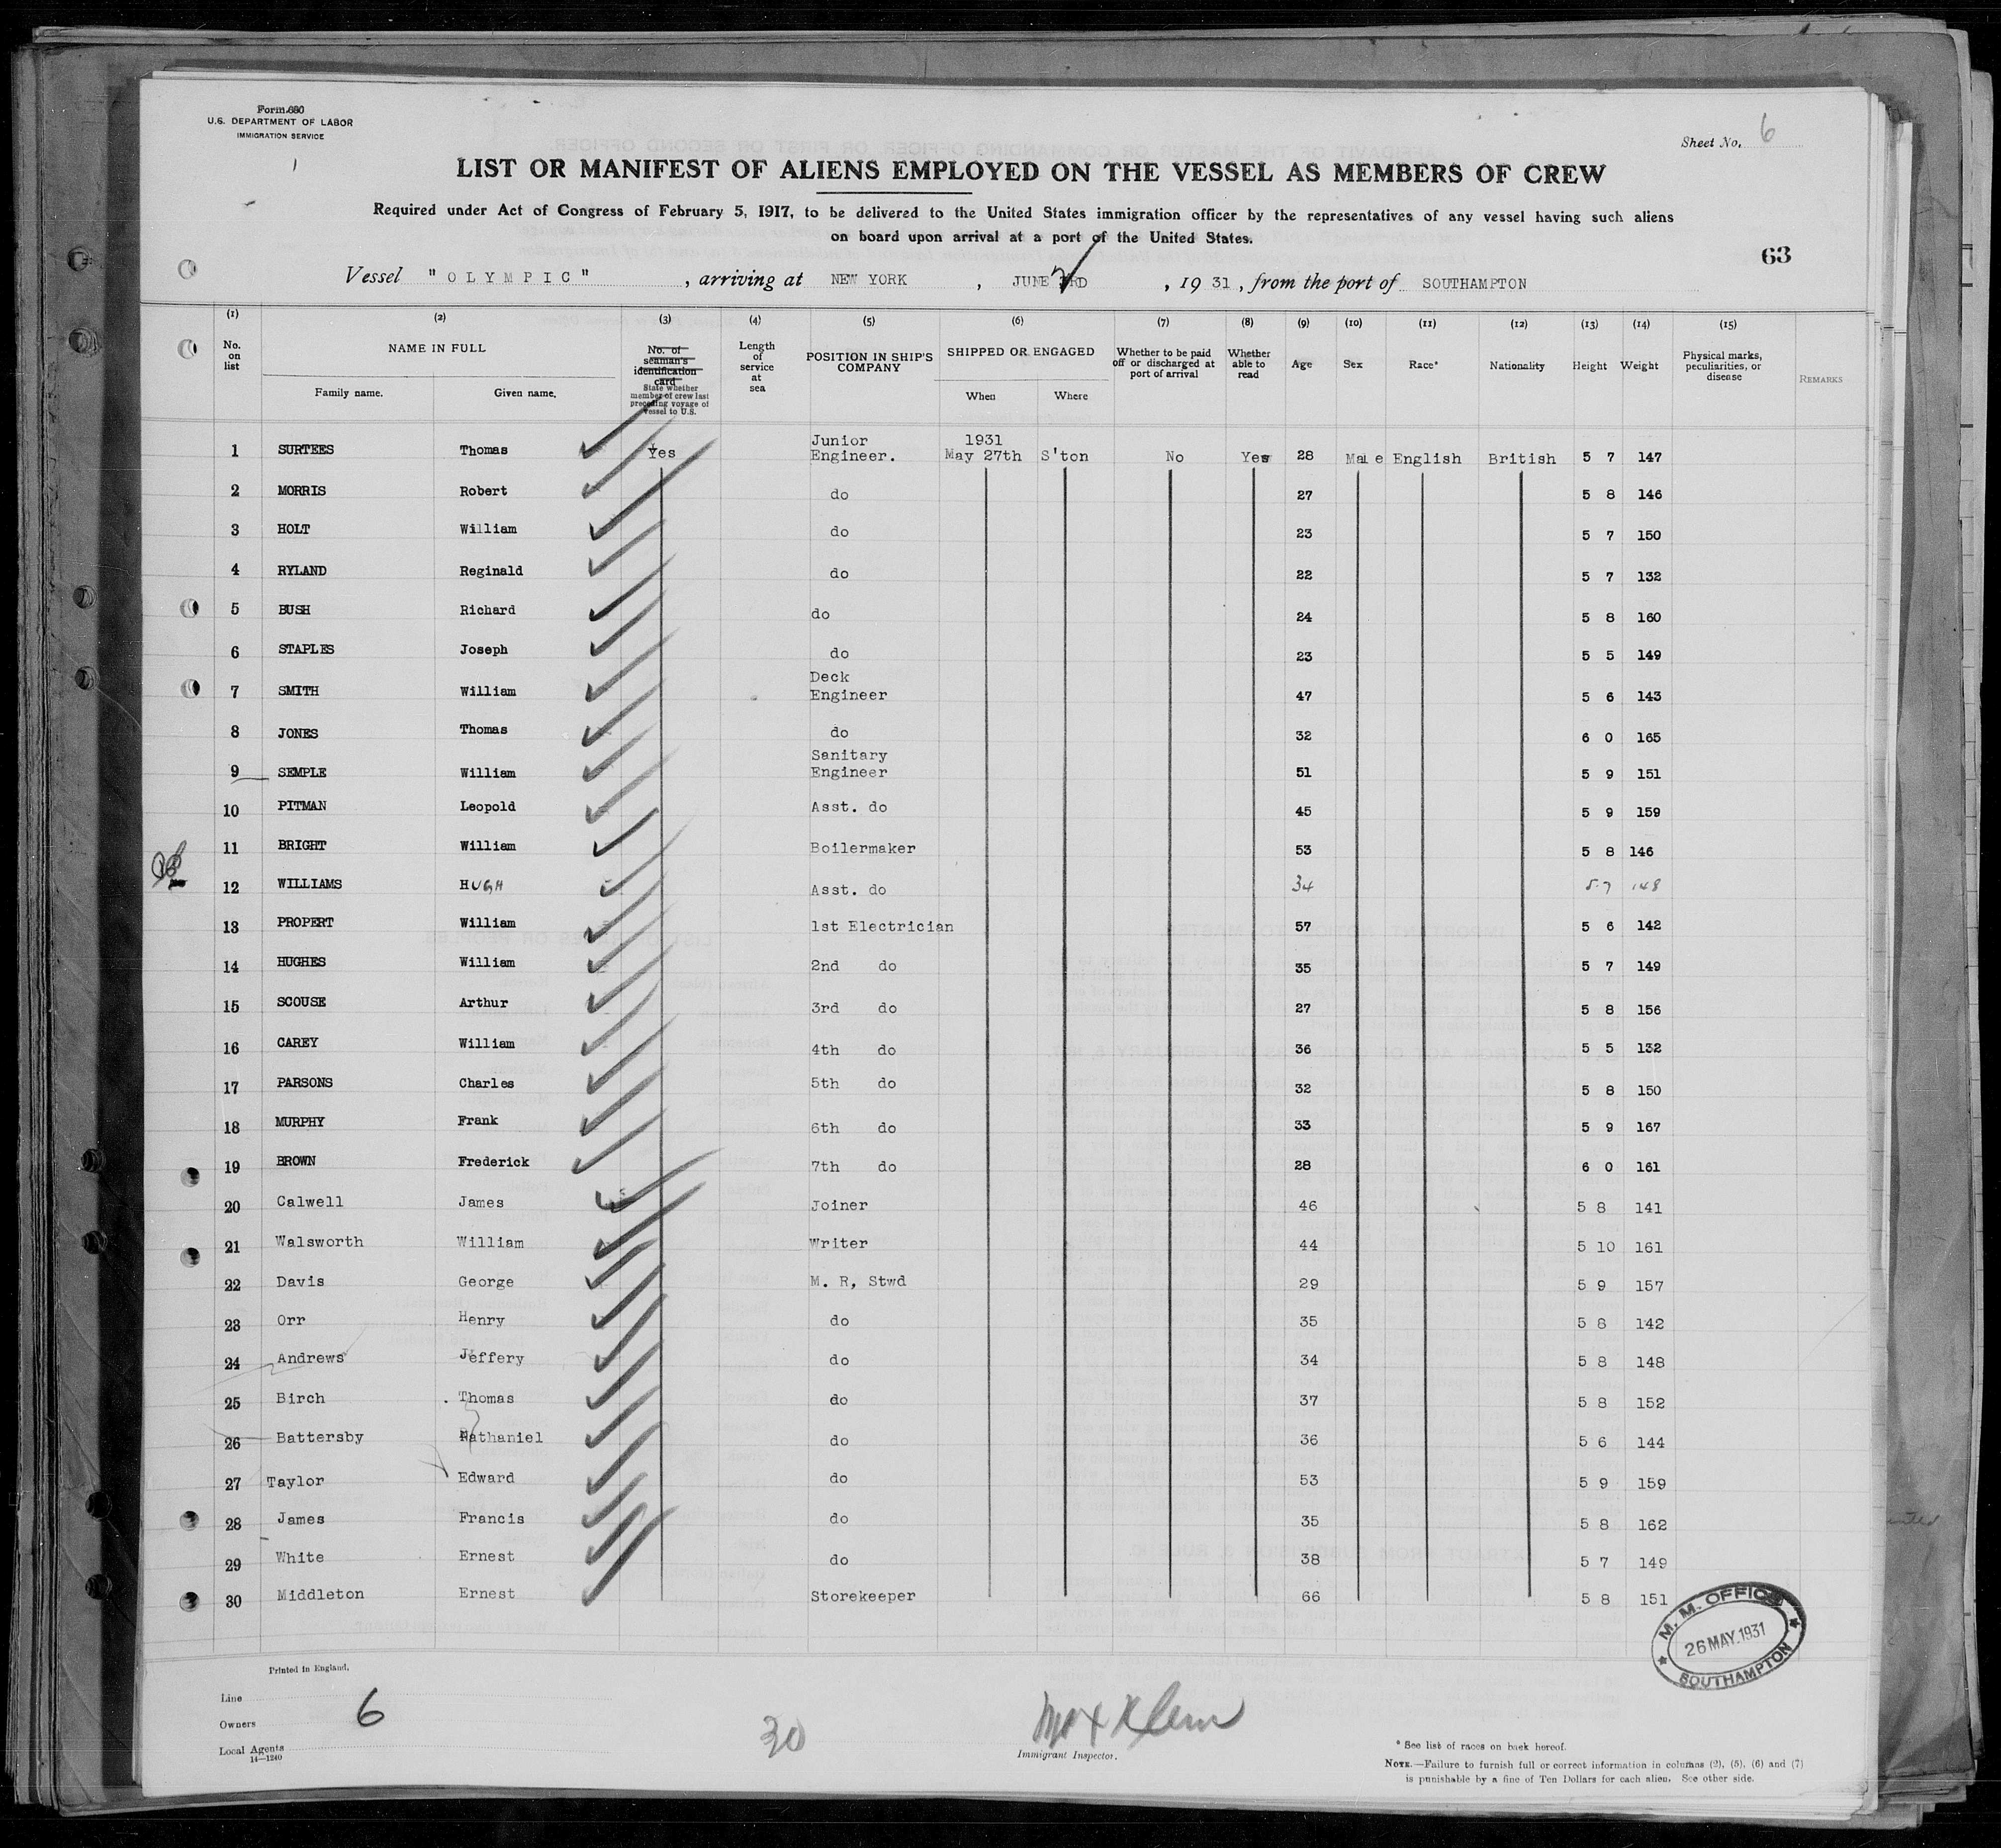 Form 680
U.S. DEPARTMENT OF LABOR
IMMIGRATION SERVICE
Sheet No. 6
LIST OR MANIFEST OF ALIENS EMPLOYED ON THE VESSEL AS MEMBERS OF CREW
Required under Act of Congress of February 5, 1917, to be delivered to the United States immigration officer by the representatives of any vessel having such aliens
on board upon arrival at a port of the United States.
63
Vessel "OLYMPIC", arriving at NEW YORK, JUNE 3RD, 1931, from the port of SOUTHAMPTON
(1) (2) (3) (4) (5) (6) (7) (8) (9) (10) (11) (12) (13) (14) (15)
No. on list NAME IN FULL Family name. Given name. No. of seaman's identification card State whether member of crew last preceding voyage of vessel to U.S. Length of service at sea POSITION IN SHIP'S COMPANY SHIPPED OR ENGAGED When Where Whether to be paid off or discharged at port of arrival Whether able to read Age Sex Race* Nationality Height Weight Physical marks, peculiarities, or disease REMARKS
1 SURTEES Thomas Yes Junior Engineer. 1931 May 27th S'ton No Yes 28 Male English British 5 7 147
2 MORRIS Robert do 27 5 8 146
3 HOLT William do 23 5 7 150
4 RYLAND Reginald do 22 5 7 132
5 BUSH Richard do 24 5 8 160
6 STAPLES Joseph do 23 5 5 149
7 SMITH William Deck Engineer 47 5 6 143
8 JONES Thomas do 32 6 0 165
9 SEMPLE William Sanitary Engineer 51 5 9 151
10 PITMAN Leopold Asst. do 45 5 9 159
11 BRIGHT William Boilermaker 53 5 8 146
12 WILLIAMS HUGH Asst. do 34 5.7 148
13 PROPERT William 1st Electrician 57 5 6 142
14 HUGHES William 2nd do 35 5 7 149
15 SCOUSE Arthur 3rd do 27 5 8 156
16 CAREY William 4th do 36 5 5 132
17 PARSONS Charles 5th do 32 5 8 150
18 MURPHY Frank 6th do 33 5 9 167
19 BROWN Frederick 7th do 28 6 0 161
20 Calwell James Joiner 46 5 8 141
21 Walsworth William Writer 44 5 10 161
22 Davis George M. R, Stwd 29 5 9 157
23 Orr Henry do 35 5 8 142
24 Andrews Jeffery do 34 5 8 148
25 Birch Thomas do 37 5 8 152
26 Battersby Nathaniel do 36 5 6 144
27 Taylor Edward do 53 5 9 159
28 James Francis do 35 5 8 162
29 White Ernest do 38 5 7 149
30 Middleton Ernest Storekeeper 66 5 8 151
M. M. OFFICE
26 MAY. 1931
SOUTHAMPTON
Printed in England.
Line
Owners
6
Local Agents
14—1240
30
Max Klein
Immigrant Inspector.
* See list of races on back hereof.
NOTE.—Failure to furnish full or correct information in columns (2), (5), (6) and (7)
is punishable by a fine of Ten Dollars for each alien. See other side.